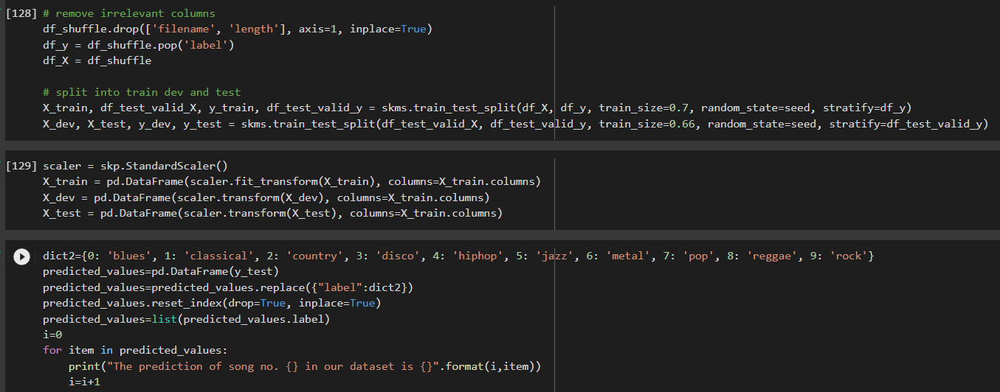 [128] # remove irrelevant columns
df_shuffle.drop(['filename', 'length'], axis=1, inplace=True)
df_y = df_shuffle.pop('label')
df_X = df_shuffle
# split into train dev and test
X_train, df_test_valid_X, y_train, df_test_valid_y = skms.train_test_split(df_X, df_y, train_size=0.7, random_state=seed, stratify=df_y)
X_dev, X_test, y_dev, y_test = skms.train_test_split(df_test_valid_X, df_test_valid_y, train_size=0.66, random_state=seed, stratify=df_test_valid_y)
[129] scaler = skp.StandardScaler()
X_train = pd.DataFrame(scaler.fit_transform(X_train), columns=X_train.columns)
X_dev = pd.DataFrame(scaler.transform(X_dev), columns=X_train.columns)
X_test = pd.DataFrame(scaler.transform(X_test), columns=X_train.columns)
dict2={0: 'blues', 1: 'classical', 2: 'country', 3: 'disco', 4: 'hiphop', 5: 'jazz', 6: 'metal', 7: 'pop', 8: 'reggae', 9: 'rock'}
predicted_values=pd.DataFrame(y_test)
predicted_values=predicted_values.replace({"label":dict2})
predicted_values.reset_index(drop=True, inplace=True)
predicted_values=list(predicted_values.label)
i=0
for item in predicted_values:
    print("The prediction of song no. {} in our dataset is {}".format(i,item))
    i=i+1